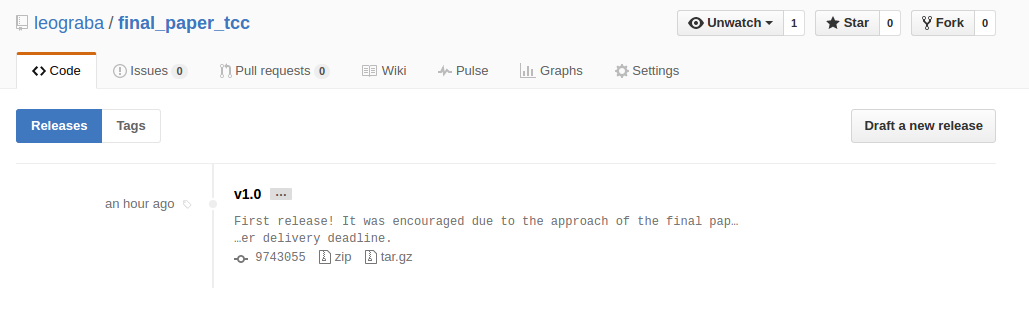 leograba / final_paper_tcc
Unwatch 1 Star 0 Fork 0
Code Issues 0 Pull requests 0 Wiki Pulse Graphs Settings
Releases Tags Draft a new release
v1.0 …
an hour ago
First release! It was encouraged due to the approach of the final pap…
…er delivery deadline.
9743055 zip tar.gz